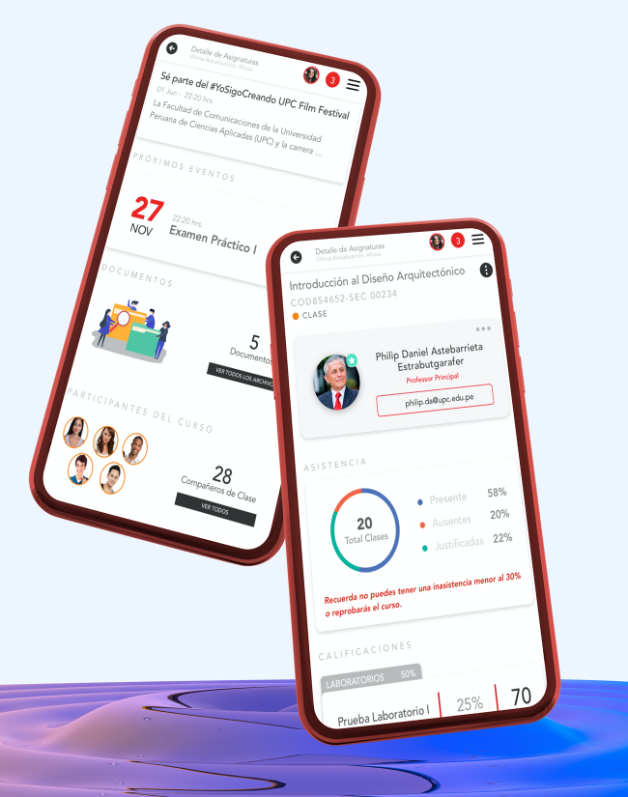 Detalle de Asignaturas
Última Actualización: Ahora
3
Sé parte del #YoSigoCreando UPC Film Festival
01 Jun - 22:20 hrs.
La Facultad de Comunicaciones de la Universidad
Peruana de Ciencias Aplicadas (UPC) y la carrera ....
PRÓXIMOS EVENTOS
27
NOV
22:20 hrs.
Examen Práctico I
DOCUMENTOS
5
Documentos
VER TODOS LOS ARCHIVO
PARTICIPANTES DEL CURSO
28
Compañeros de Clase
VER TODOS
Detalle de Asignaturas
Última Actualización: Ahora
3
Introducción al Diseño Arquitectónico
COD854652-SEC 00234
CLASE
Philip Daniel Astebarrieta
Estrabutgarafer
Professor Principal
philip.da@upc.edu.pe
ASISTENCIA
20
Total Clases
Presente 58%
Ausentes 20%
Justificadas 22%
Recuerda no puedes tener una inasistencia menor al 30%
o reprobarás el curso.
CALIFICACIONES
LABORATORIOS 50%
Prueba Laboratorio I 25% 70